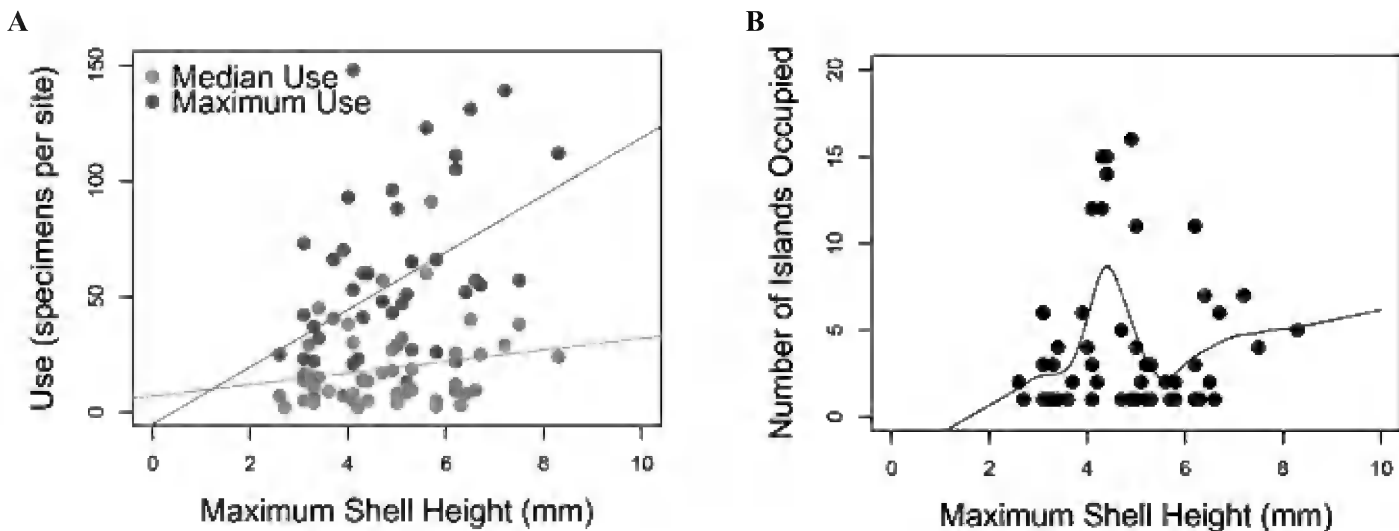 A
Use (specimens per site)
150
100
50
0
Median Use
Maximum Use
0 2 4 6 8 10
Maximum Shell Height (mm)
B
Number of Islands Occupied
20
15
10
5
0
0 2 4 6 8 10
Maximum Shell Height (mm)